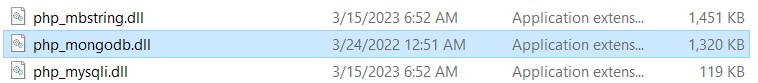 php_mbstring.dll 3/15/2023 6:52 AM Application extens... 1,451 KB
php_mongodb.dll 3/24/2022 12:51 AM Application extens... 1,320 KB
php_mysqli.dll 3/15/2023 6:52 AM Application extens... 119 KB